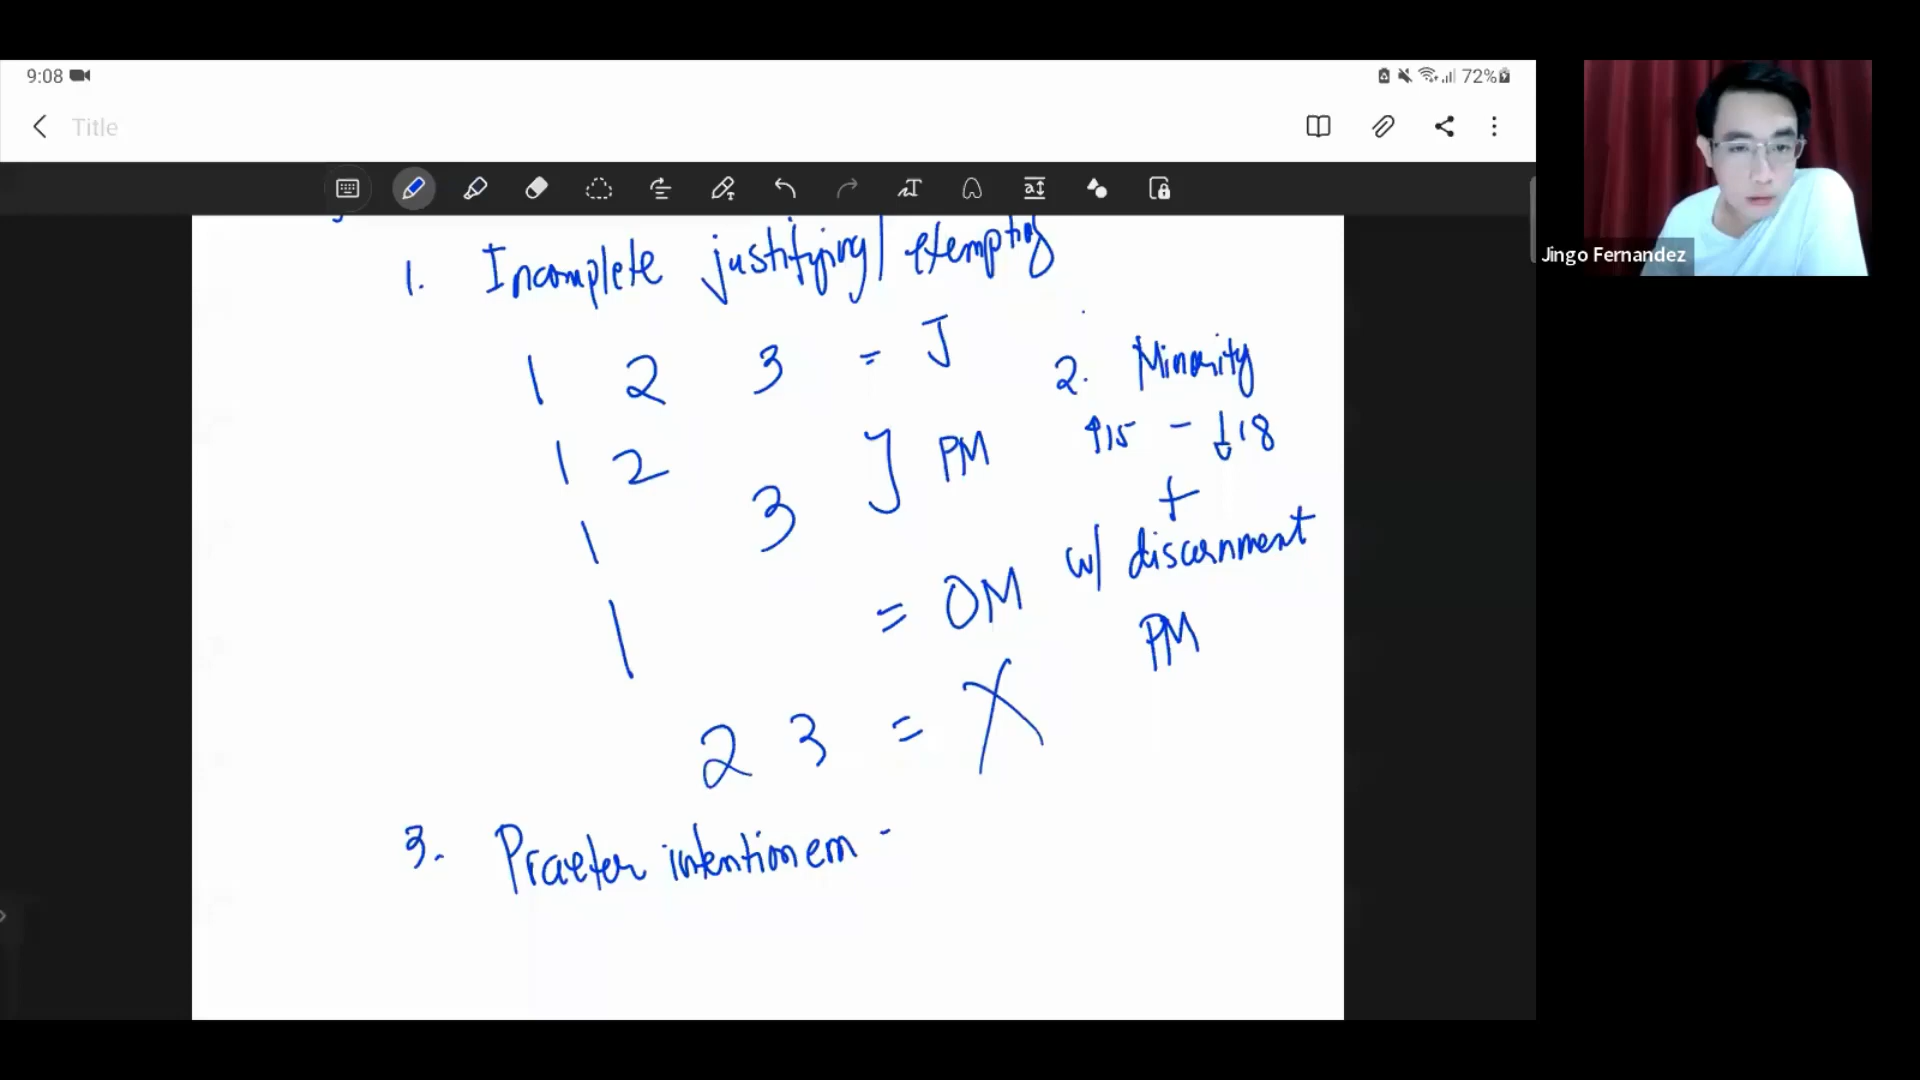 9:08
72%
Title
1. Incomplete justifying/exempting
1 2 3 = J
1 2 ] PM
1 3
1 = OM
2 3 = X
2. Minority
↑15 - ↓18
+
w/ discernment
PM
3. Praeter intentionem -
Jingo Fernandez